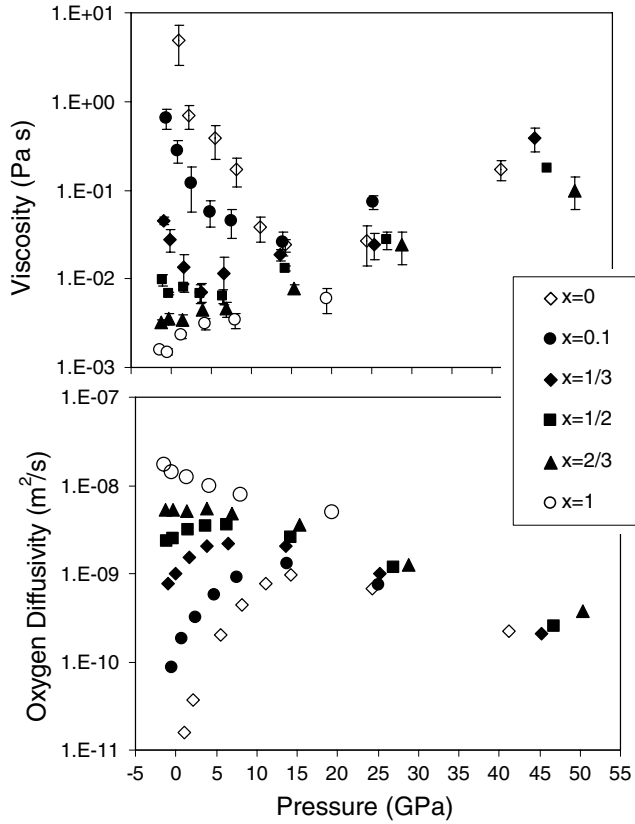 1.E+01
1.E+00
1.E-01
1.E-02
1.E-03
Viscosity (Pa s)
x=0
x=0.1
x=1/3
x=1/2
x=2/3
x=1
1.E-07
1.E-08
1.E-09
1.E-10
1.E-11
Oxygen Diffusivity (m²/s)
-5 0 5 10 15 20 25 30 35 40 45 50 55
Pressure (GPa)